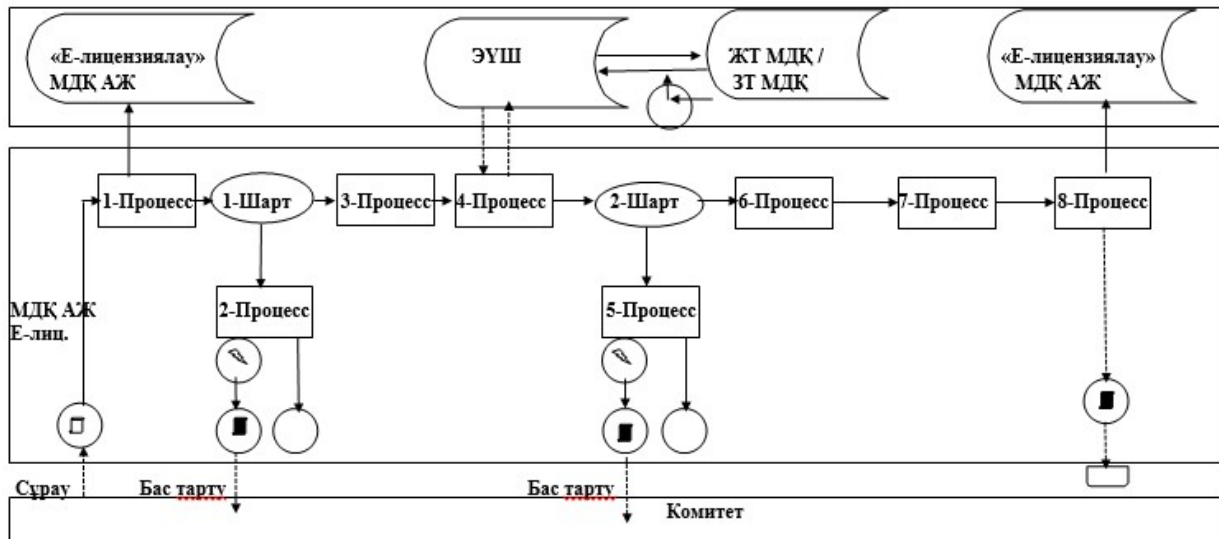 «Е-лицензиялау»
МДҚ АЖ
ЭҮШ
ЖТ МДҚ /
ЗТ МДҚ
«Е-лицензиялау»
МДҚ АЖ
1-Процесс
1-Шарт
3-Процесс
4-Процесс
2-Шарт
6-Процесс
7-Процесс
8-Процесс
2-Процесс
5-Процесс
МДҚ АЖ
Е-лиц.
Сұрау
Бас тарту
Бас тарту
Комитет